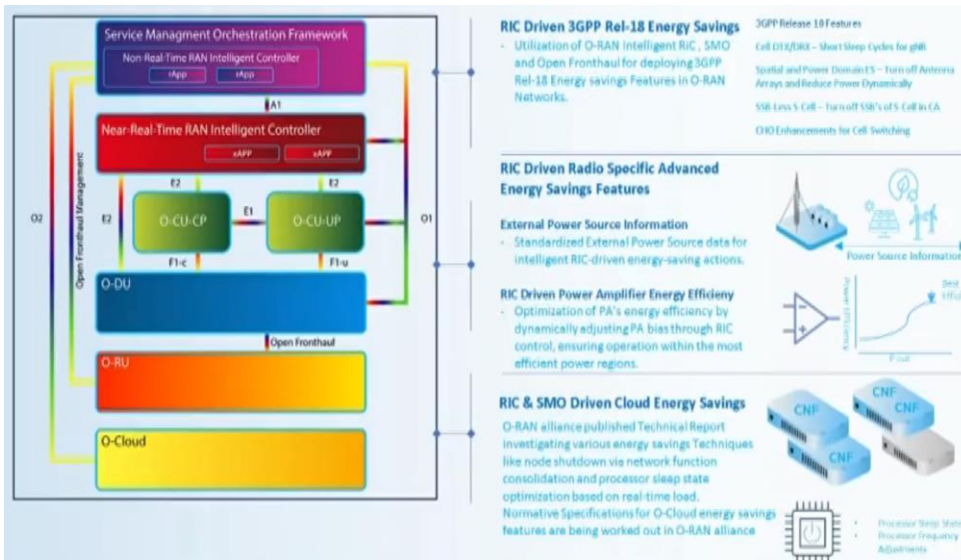 Service Managment Orchestration Framework
Non-Real-Time RAN Intelligent Controller
rApp
rApp
A1
Near-Real-Time RAN Intelligent Controller
xAPP
xAPP
O2
Open Fronthaul Management
E2
E2
E2
O1
O-CU-CP
E1
O-CU-UP
F1-c
F1-u
O-DU
Open Fronthaul
O-RU
O-Cloud
RIC Driven 3GPP Rel-18 Energy Savings
- Utilization of O-RAN Intelligent RIC, SMO
and Open Fronthaul for deploying 3GPP
Rel-18 Energy savings Features in O-RAN
Networks.
3GPP Release 18 Features
Cell DTX/DRX – Short Sleep Cycles for gNB
Spatial and Power Domain ES – Turn off Antenna
Arrays and Reduce Power Dynamically
SSB-Less S-Cell – Turn off SSB's of S-Cell in CA
CHO Enhancements for Cell Switching
RIC Driven Radio Specific Advanced
Energy Savings Features
External Power Source Information
- Standardized External Power Source data for
intelligent RIC-driven energy-saving actions.
Power Source Information
RIC Driven Power Amplifier Energy Efficieny
- Optimization of PA's energy efficiency by
dynamically adjusting PA bias through RIC
control, ensuring operation within the most
efficient power regions.
Power Efficiency
Best
Effici
P out
RIC & SMO Driven Cloud Energy Savings
O-RAN alliance published Technical Report
investigating various energy savings Techniques
like node shutdown via network function
consolidation and processor sleep state
optimization based on real-time load.
Normative Specifications for O-Cloud energy savings
features are being worked out in O-RAN alliance
CNF
CNF
CNF
CNF
Processor Sleep State
Processor Frequency
Adjustments